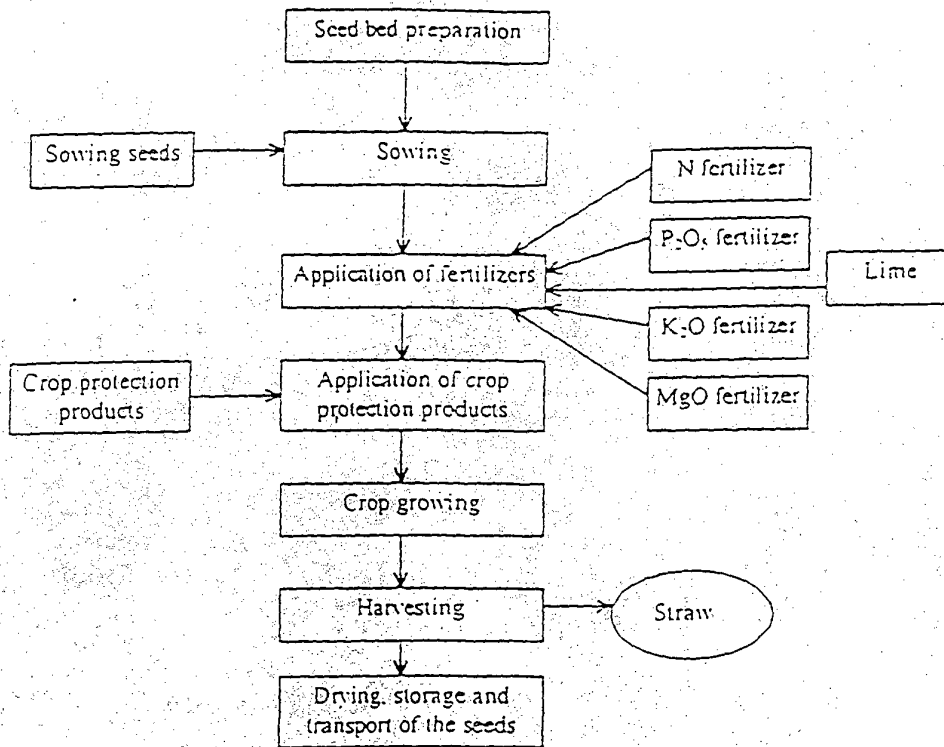 Seed bed preparation
Sowing seeds
Sowing
N fertilizer
P₂O₅ fertilizer
Lime
Application of fertilizers
K₂O fertilizer
MgO fertilizer
Crop protection
products
Application of crop
protection products
Crop growing
Harvesting
Straw
Drying, storage and
transport of the seeds